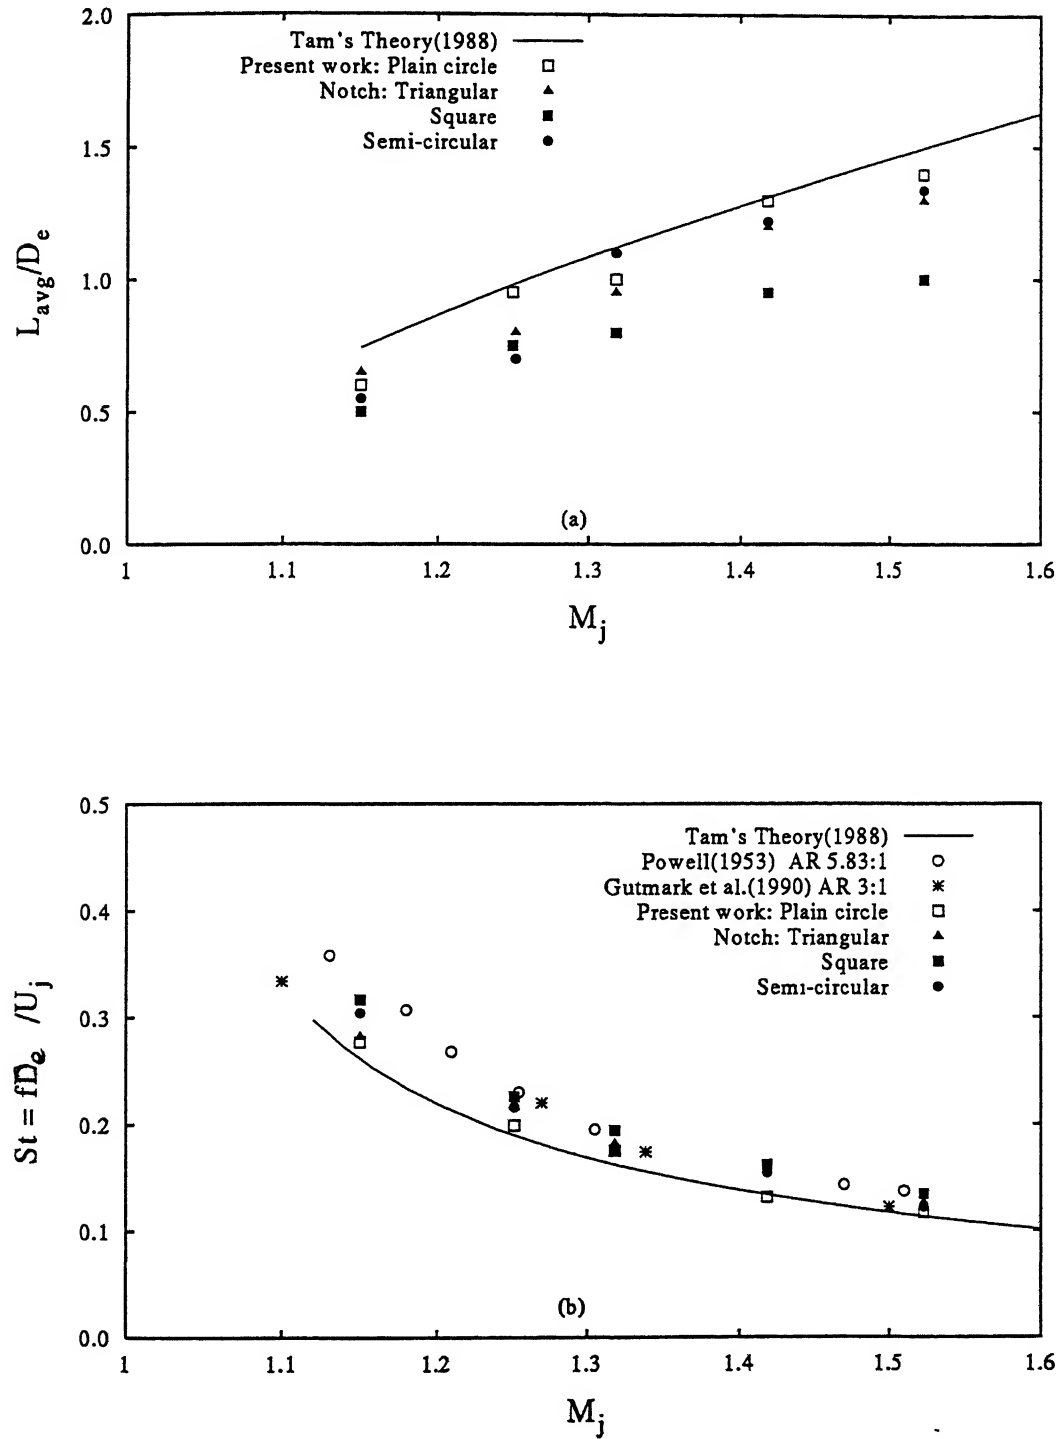 2.0
1.5
1.0
0.5
0.0
L_avg/D_e
Tam's Theory(1988)
Present work: Plain circle
Notch: Triangular
Square
Semi-circular
(a)
1 1.1 1.2 1.3 1.4 1.5 1.6
M_j
0.5
0.4
0.3
0.2
0.1
0.0
St = fD_e /U_j
Tam's Theory(1988)
Powell(1953) AR 5.83:1
Gutmark et al.(1990) AR 3:1
Present work: Plain circle
Notch: Triangular
Square
Semi-circular
(b)
1 1.1 1.2 1.3 1.4 1.5 1.6
M_j